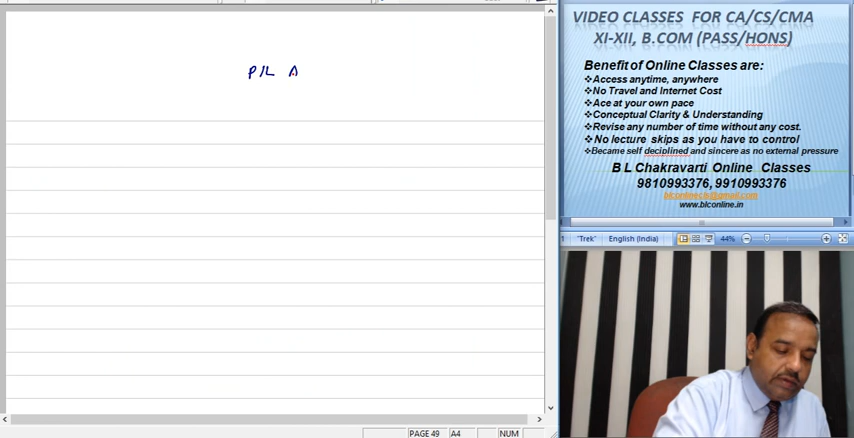 P/L A
VIDEO CLASSES FOR CA/CS/CMA
XI-XII, B.COM (PASS/HONS)
Benefit of Online Classes are:
❖Access anytime, anywhere
❖No Travel and Internet Cost
❖Ace at your own pace
❖Conceptual Clarity & Understanding
❖Revise any number of time without any cost.
❖No lecture skips as you have to control
❖Became self deciplined and sincere as no external pressure
B L Chakravarti Online Classes
9810993376, 9910993376
www.blconline.in
1 "Trek" English (India) 44%
PAGE 49 A4 NUM